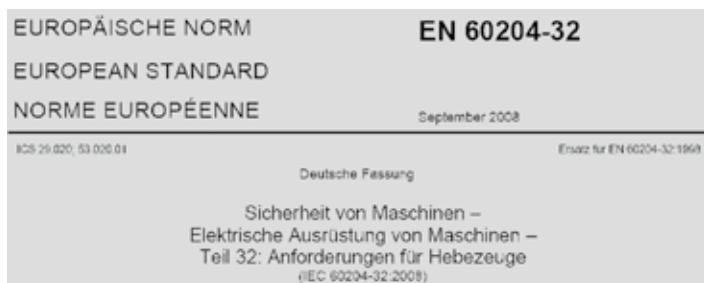 EUROPÄISCHE NORM
EN 60204-32
EUROPEAN STANDARD
NORME EUROPÉENNE
September 2008
ICS 29.020; 53.020.01
Ersatz für EN 60204-32:1998
Deutsche Fassung
Sicherheit von Maschinen –
Elektrische Ausrüstung von Maschinen –
Teil 32: Anforderungen für Hebezeuge
(IEC 60204-32:2008)